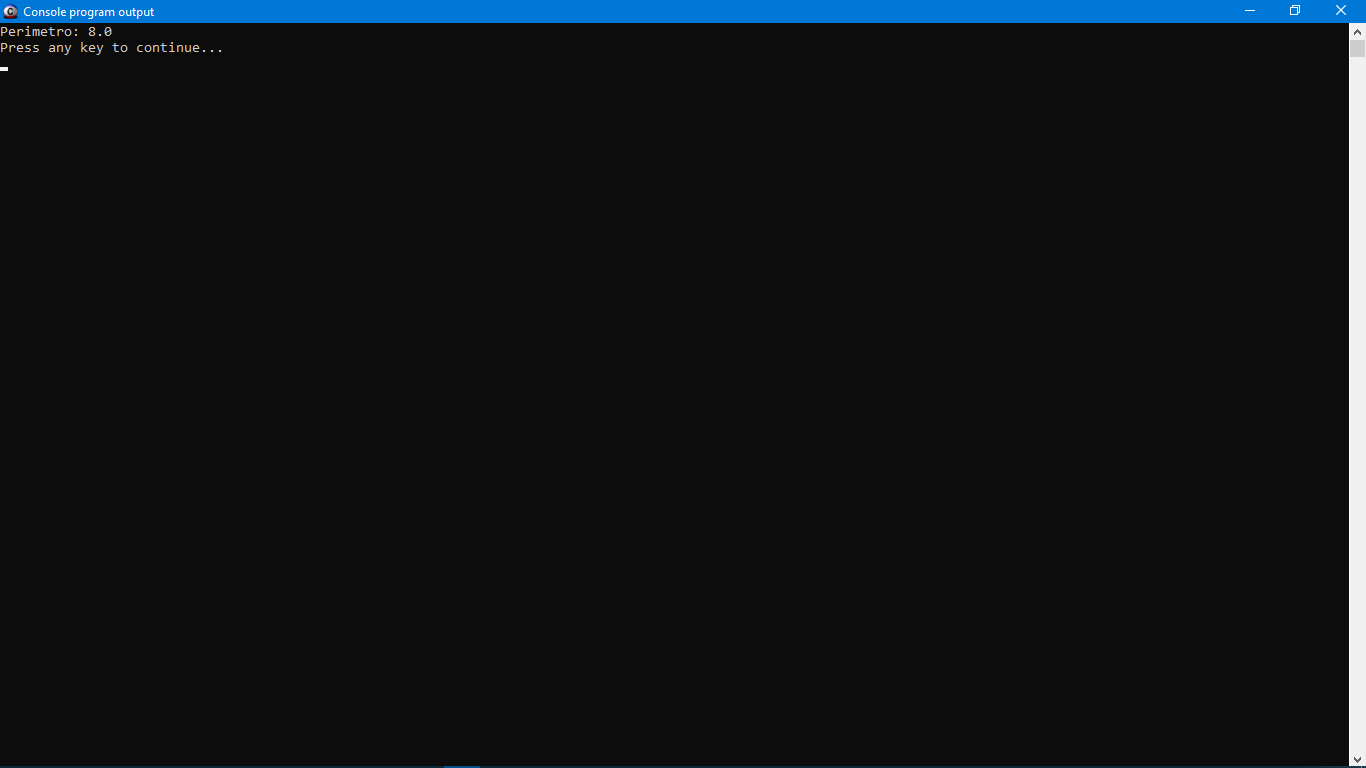 Console program output
Perimetro: 8.0
Press any key to continue...